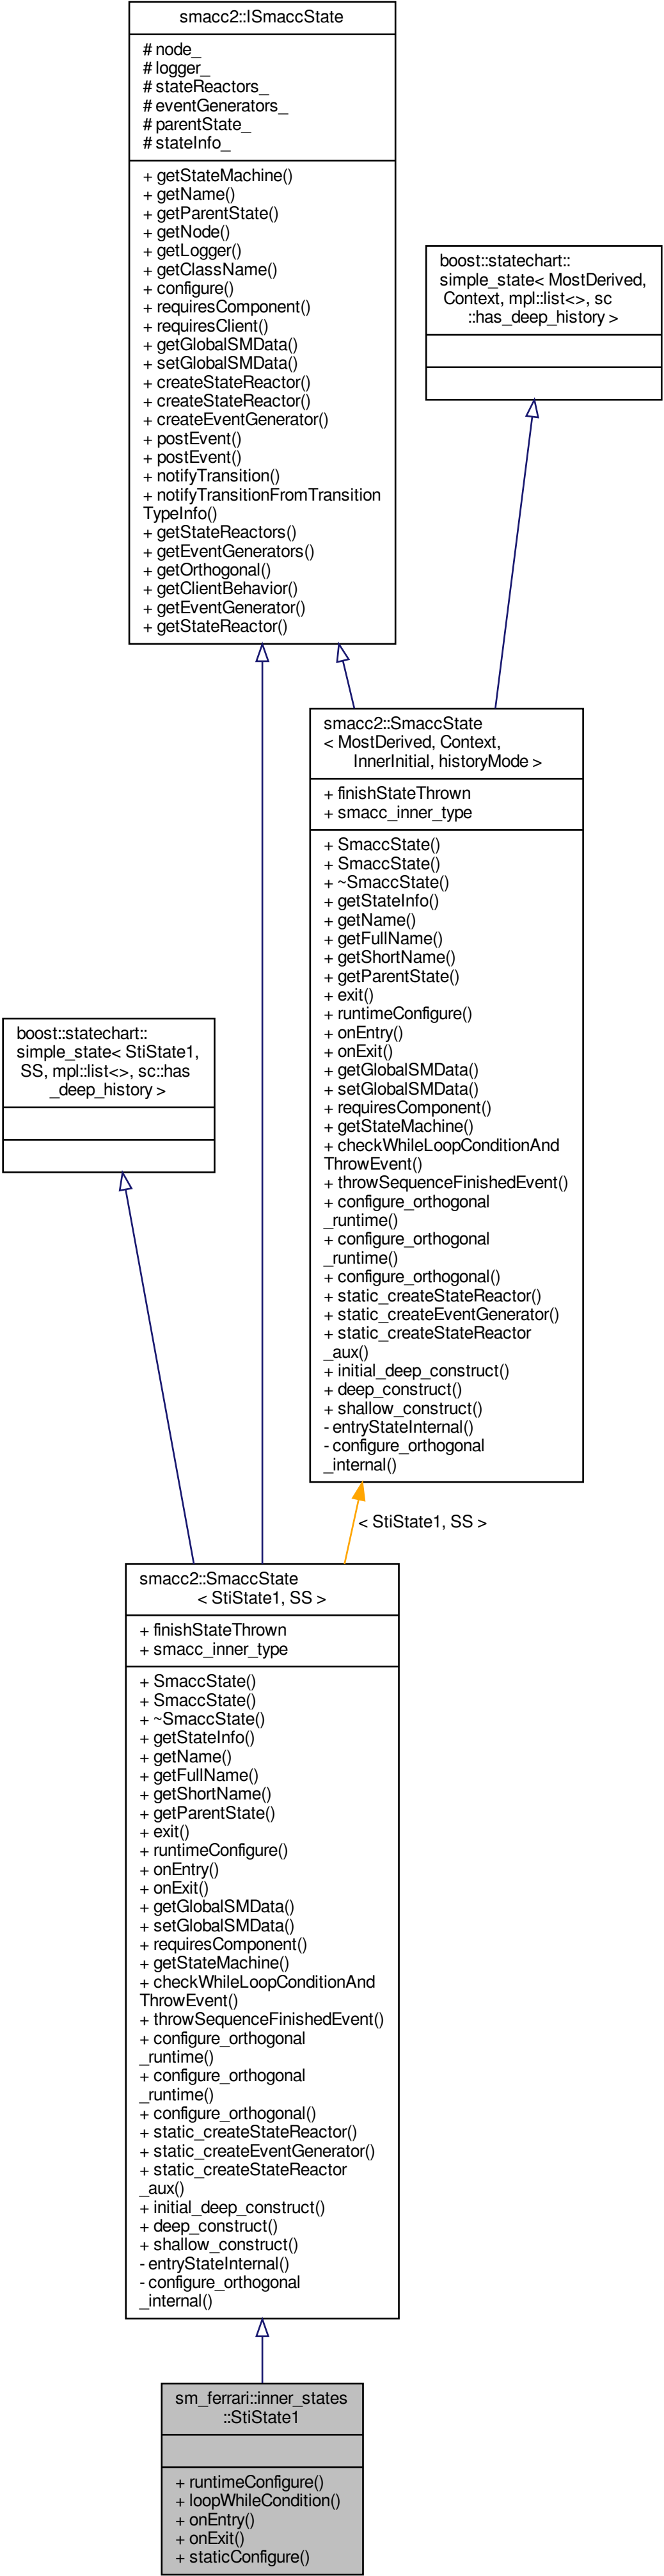 smacc2::ISmaccState
# node_
# logger_
# stateReactors_
# eventGenerators_
# parentState_
# stateInfo_
+ getStateMachine()
+ getName()
+ getParentState()
+ getNode()
+ getLogger()
+ getClassName()
+ configure()
+ requiresComponent()
+ requiresClient()
+ getGlobalSMData()
+ setGlobalSMData()
+ createStateReactor()
+ createStateReactor()
+ createEventGenerator()
+ postEvent()
+ postEvent()
+ notifyTransition()
+ notifyTransitionFromTransition
TypeInfo()
+ getStateReactors()
+ getEventGenerators()
+ getOrthogonal()
+ getClientBehavior()
+ getEventGenerator()
+ getStateReactor()
boost::statechart::
simple_state< MostDerived,
Context, mpl::list<>, sc
::has_deep_history >
smacc2::SmaccState
< MostDerived, Context,
InnerInitial, historyMode >
+ finishStateThrown
+ smacc_inner_type
+ SmaccState()
+ SmaccState()
+ ~SmaccState()
+ getStateInfo()
+ getName()
+ getFullName()
+ getShortName()
+ getParentState()
+ exit()
+ runtimeConfigure()
+ onEntry()
+ onExit()
+ getGlobalSMData()
+ setGlobalSMData()
+ requiresComponent()
+ getStateMachine()
+ checkWhileLoopConditionAnd
ThrowEvent()
+ throwSequenceFinishedEvent()
+ configure_orthogonal
_runtime()
+ configure_orthogonal
_runtime()
+ configure_orthogonal()
+ static_createStateReactor()
+ static_createEventGenerator()
+ static_createStateReactor
_aux()
+ initial_deep_construct()
+ deep_construct()
+ shallow_construct()
- entryStateInternal()
- configure_orthogonal
_internal()
boost::statechart::
simple_state< StiState1,
SS, mpl::list<>, sc::has
_deep_history >
< StiState1, SS >
smacc2::SmaccState
< StiState1, SS >
+ finishStateThrown
+ smacc_inner_type
+ SmaccState()
+ SmaccState()
+ ~SmaccState()
+ getStateInfo()
+ getName()
+ getFullName()
+ getShortName()
+ getParentState()
+ exit()
+ runtimeConfigure()
+ onEntry()
+ onExit()
+ getGlobalSMData()
+ setGlobalSMData()
+ requiresComponent()
+ getStateMachine()
+ checkWhileLoopConditionAnd
ThrowEvent()
+ throwSequenceFinishedEvent()
+ configure_orthogonal
_runtime()
+ configure_orthogonal
_runtime()
+ configure_orthogonal()
+ static_createStateReactor()
+ static_createEventGenerator()
+ static_createStateReactor
_aux()
+ initial_deep_construct()
+ deep_construct()
+ shallow_construct()
- entryStateInternal()
- configure_orthogonal
_internal()
sm_ferrari::inner_states
::StiState1
+ runtimeConfigure()
+ loopWhileCondition()
+ onEntry()
+ onExit()
+ staticConfigure()